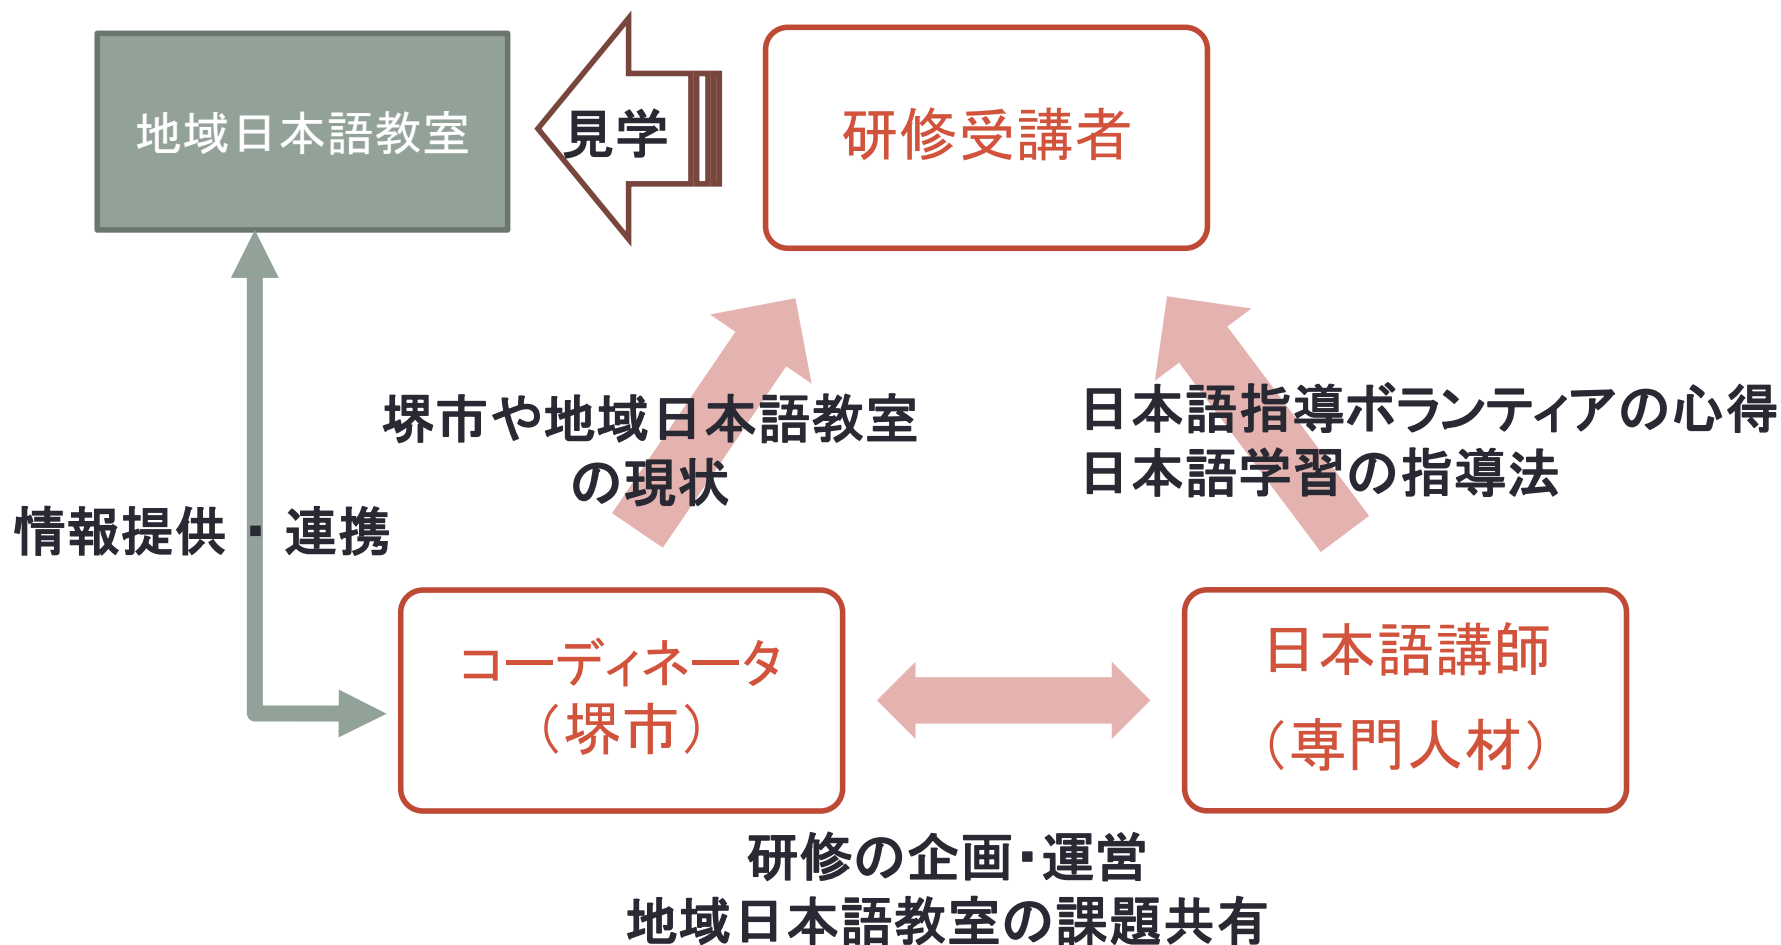 地域日本語教室
見学
研修受講者
堺市や地域日本語教室
の現状
日本語指導ボランティアの心得
日本語学習の指導法
情報提供・連携
コーディネータ
（堺市）
日本語講師
（専門人材）
研修の企画・運営
地域日本語教室の課題共有